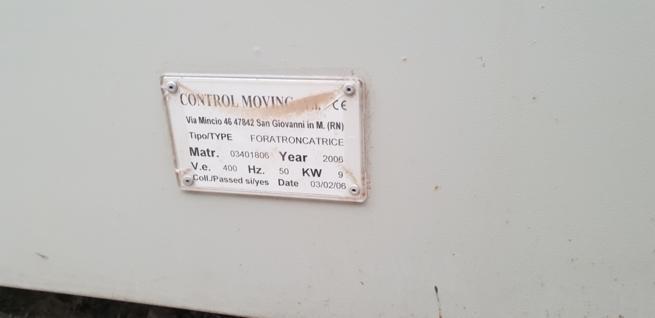 CONTROL MOVING CE
Via Mincio 46 47842 San Giovanni in M. (RN)
Tipo/TYPE FORATRONCATRICE
Matr. 03401806 Year 2006
V.e. 400 Hz. 50 KW 9
Coll./Passed si/yes Date 03/02/06